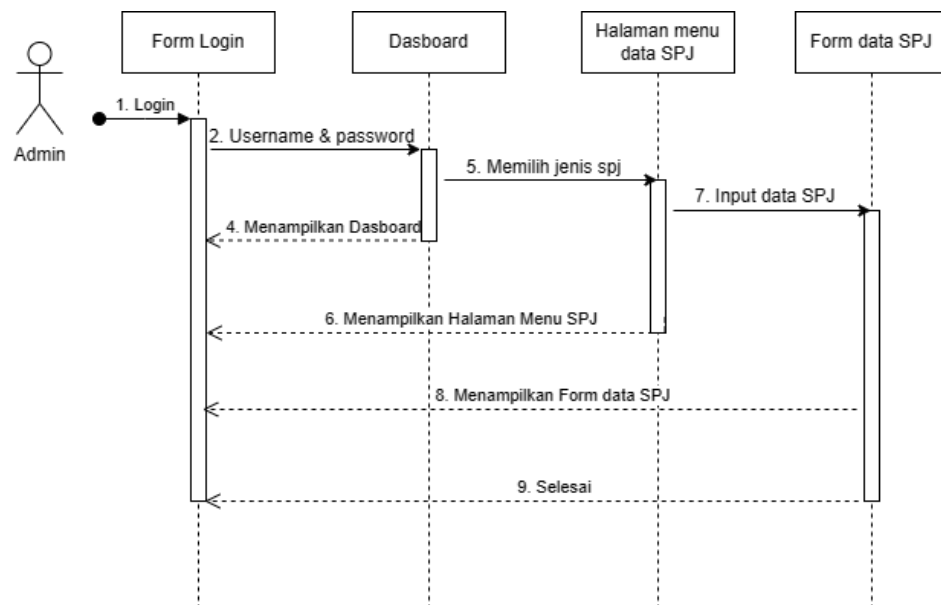 Form Login
Dasboard
Halaman menu
data SPJ
Form data SPJ
Admin
1. Login
2. Username & password
5. Memilih jenis spj
7. Input data SPJ
4. Menampilkan Dasboard
6. Menampilkan Halaman Menu SPJ
8. Menampilkan Form data SPJ
9. Selesai